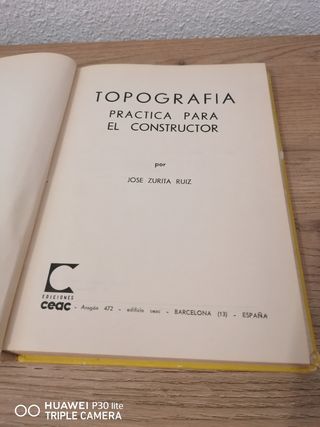 TOPOGRAFIA
PRACTICA PARA
EL CONSTRUCTOR
por
JOSE ZURITA RUIZ
EDICIONES
ceac - Aragón 472 - edificio ceac - BARCELONA (13) - ESPAÑA
HUAWEI P30 lite
TRIPLE CAMERA